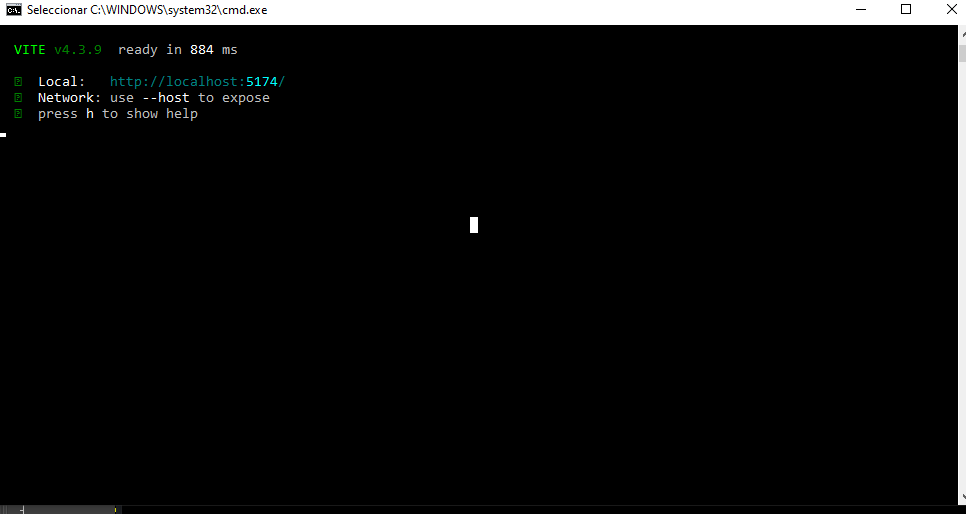 Seleccionar C:\WINDOWS\system32\cmd.exe
VITE v4.3.9 ready in 884 ms
Local: http://localhost:5174/
Network: use --host to expose
press h to show help